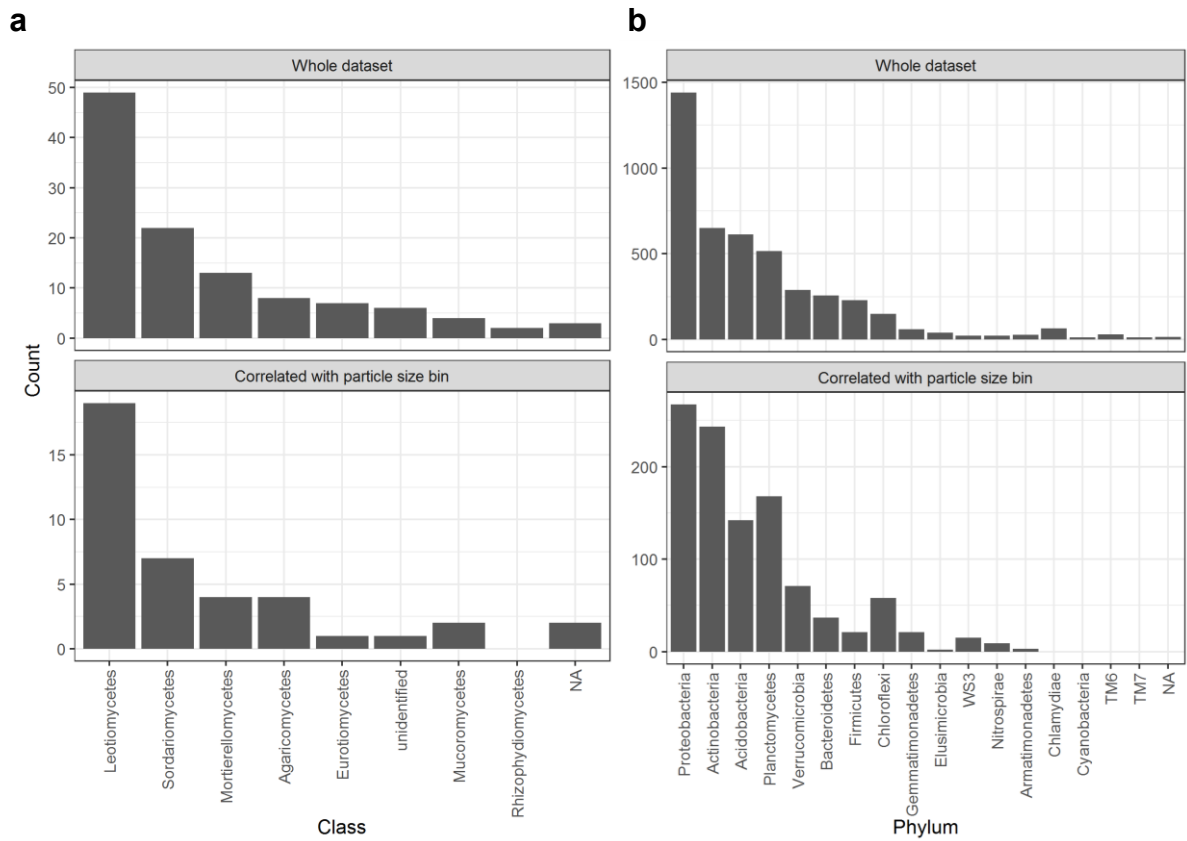 a
Whole dataset
50
40
30
20
10
0
Correlated with particle size bin
15
10
5
0
Count
Leotiomycetes
Sordariomycetes
Mortierellomycetes
Agaricomycetes
Eurotiomycetes
unidentified
Mucoromycetes
Rhizophydiomycetes
NA
Class
b
Whole dataset
1500
1000
500
0
Correlated with particle size bin
200
100
0
Proteobacteria
Actinobacteria
Acidobacteria
Planctomycetes
Verrucomicrobia
Bacteroidetes
Firmicutes
Chloroflexi
Gemmatimonadetes
Elusimicrobia
WS3
Nitrospirae
Armatimonadetes
Chlamydiae
Cyanobacteria
TM6
TM7
NA
Phylum